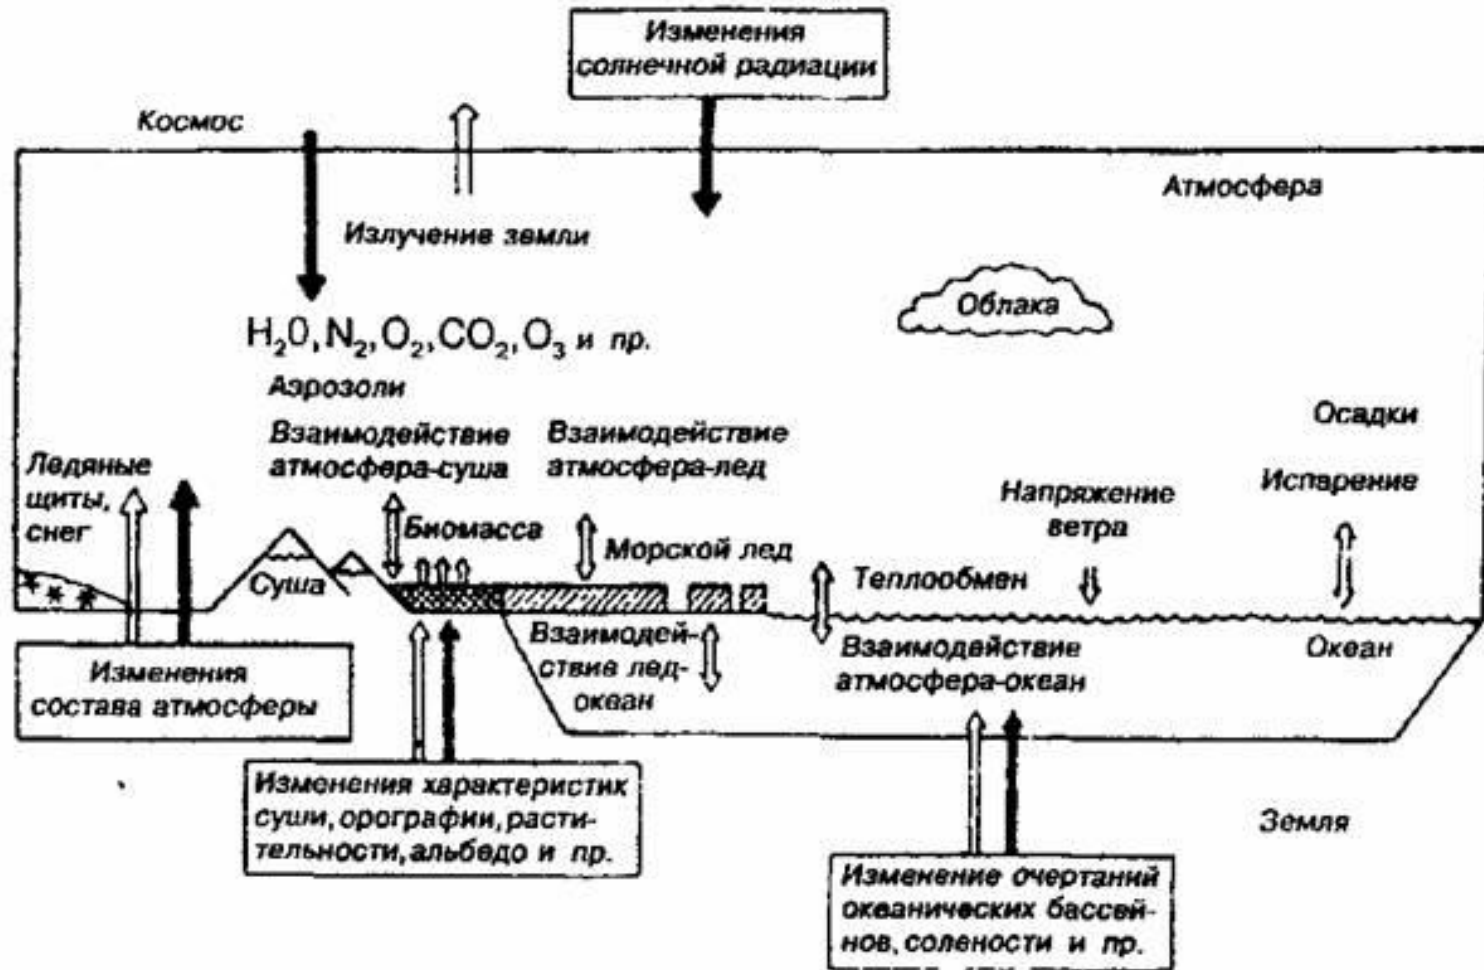 Изменения
солнечной радиации
Космос
Атмосфера
Излучение земли
Облака
H₂O, N₂, O₂, CO₂, O₃ и пр.
Аэрозоли
Взаимодействие
атмосфера-суша
Взаимодействие
атмосфера-лед
Осадки
Ледяные
щиты,
снег
Напряжение
ветра
Испарение
Биомасса
Морской лед
Теплообмен
Суша
Взаимодей-
ствие лед-
океан
Взаимодействие
атмосфера-океан
Океан
Изменения
состава атмосферы
Изменения характеристик
суши, орографии, расти-
тельности, альбедо и пр.
Земля
Изменение очертаний
океанических бассей-
нов, солености и пр.